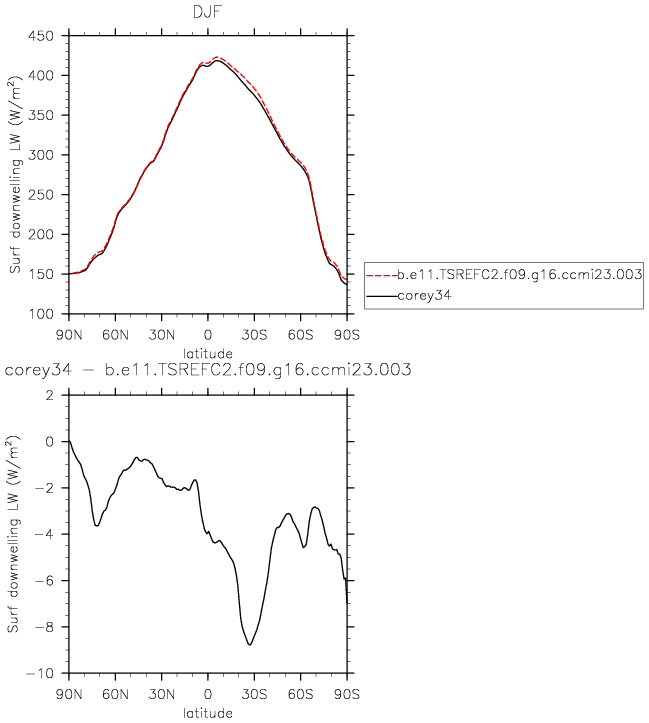 DJF
450
400
350
300
250
200
150
100
Surf downwelling LW (W/m²)
90N 60N 30N 0 30S 60S 90S
latitude
b.e11.TSREFC2.f09.g16.ccmi23.003
corey34
corey34 − b.e11.TSREFC2.f09.g16.ccmi23.003
2
0
−2
−4
−6
−8
−10
Surf downwelling LW (W/m²)
90N 60N 30N 0 30S 60S 90S
latitude